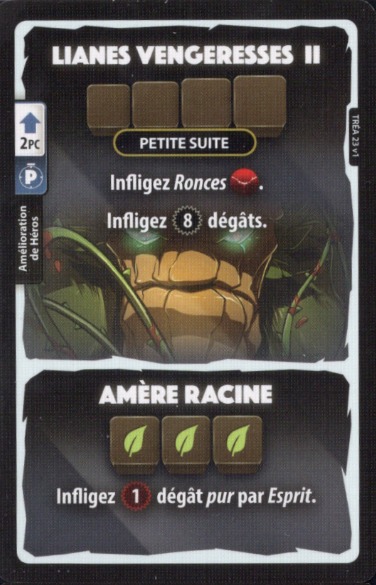 LIANES VENGERESSES II
PETITE SUITE
Infligez Ronces.
Infligez 8 dégâts.
2PC
P
Amélioration
de Héros
TRÉA 23 v1
AMÈRE RACINE
Infligez 1 dégât pur par Esprit.